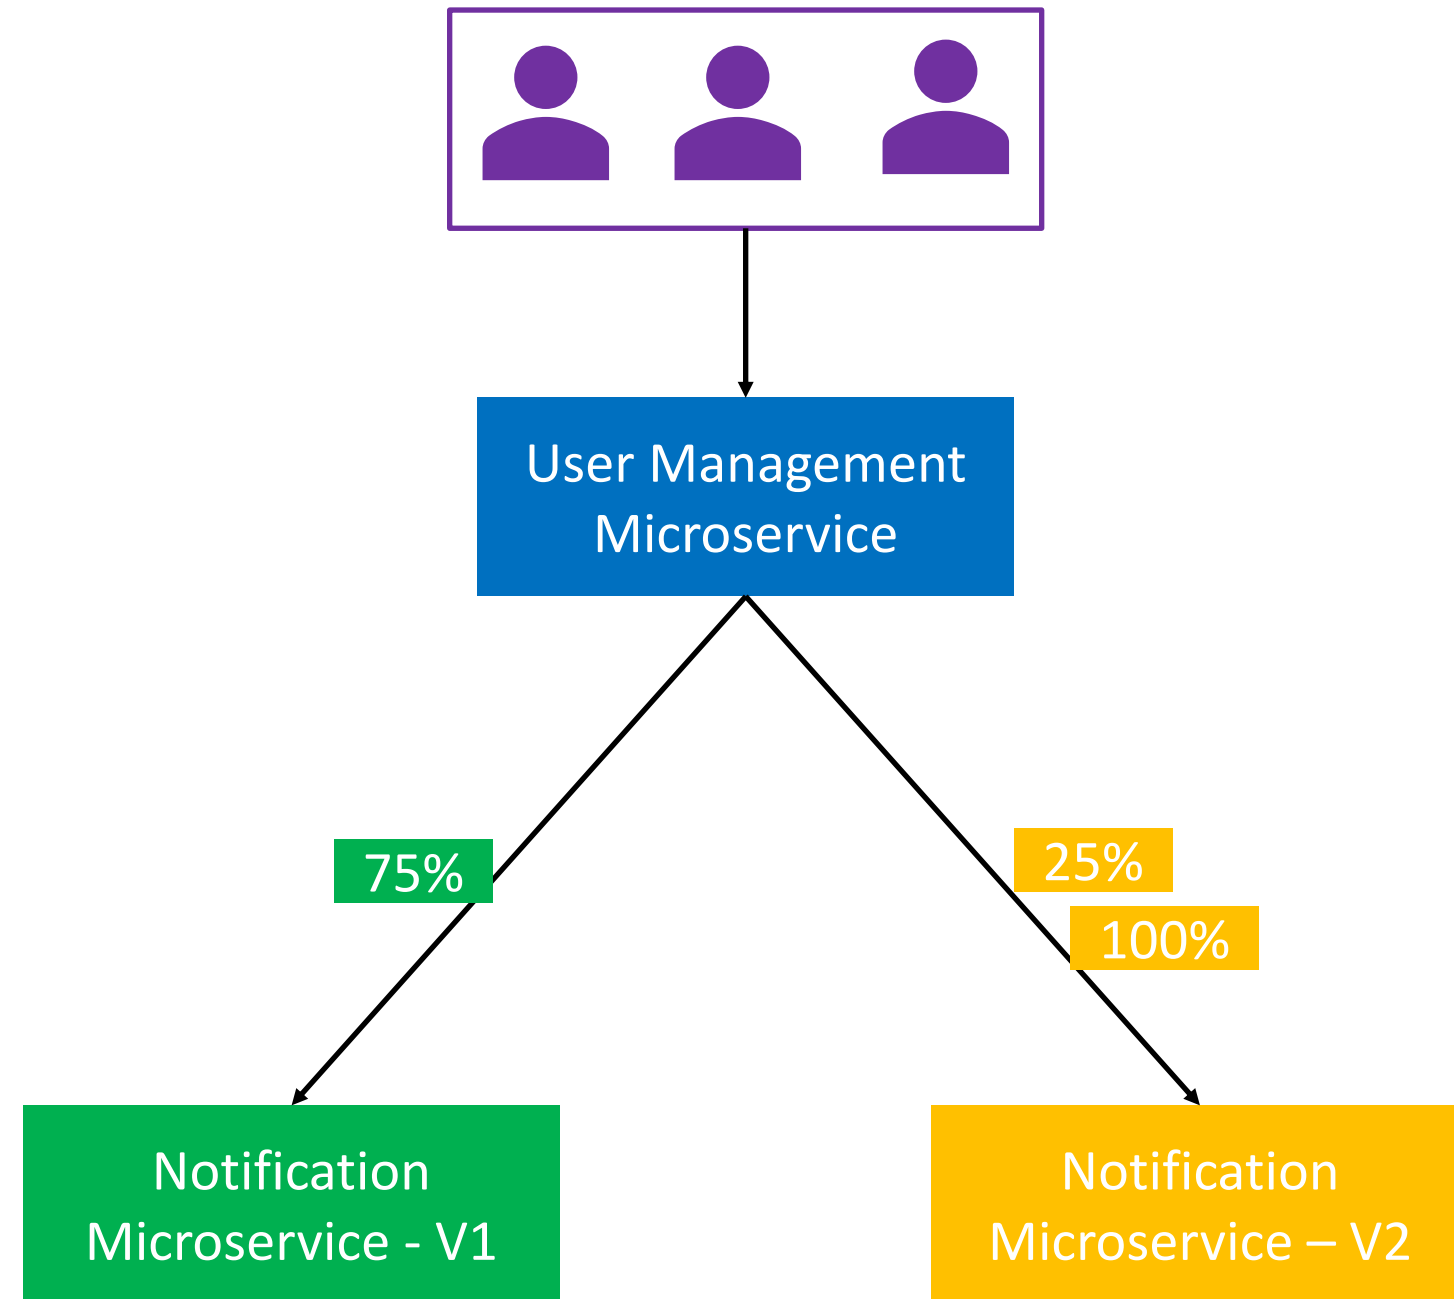 User Management
Microservice
75%
25%
100%
Notification
Microservice - V1
Notification
Microservice – V2